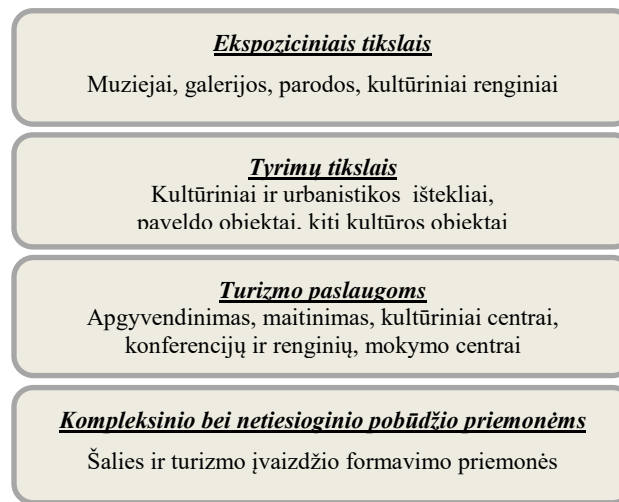 Ekspoziciniais tikslais
Muziejai, galerijos, parodos, kultūriniai renginiai
Tyrimų tikslais
Kultūriniai ir urbanistikos ištekliai,
paveldo objektai, kiti kultūros objektai
Turizmo paslaugoms
Apgyvendinimas, maitinimas, kultūriniai centrai,
konferencijų ir renginių, mokymo centrai
Kompleksinio bei netiesioginio pobūdžio priemonėms
Šalies ir turizmo įvaizdžio formavimo priemonės